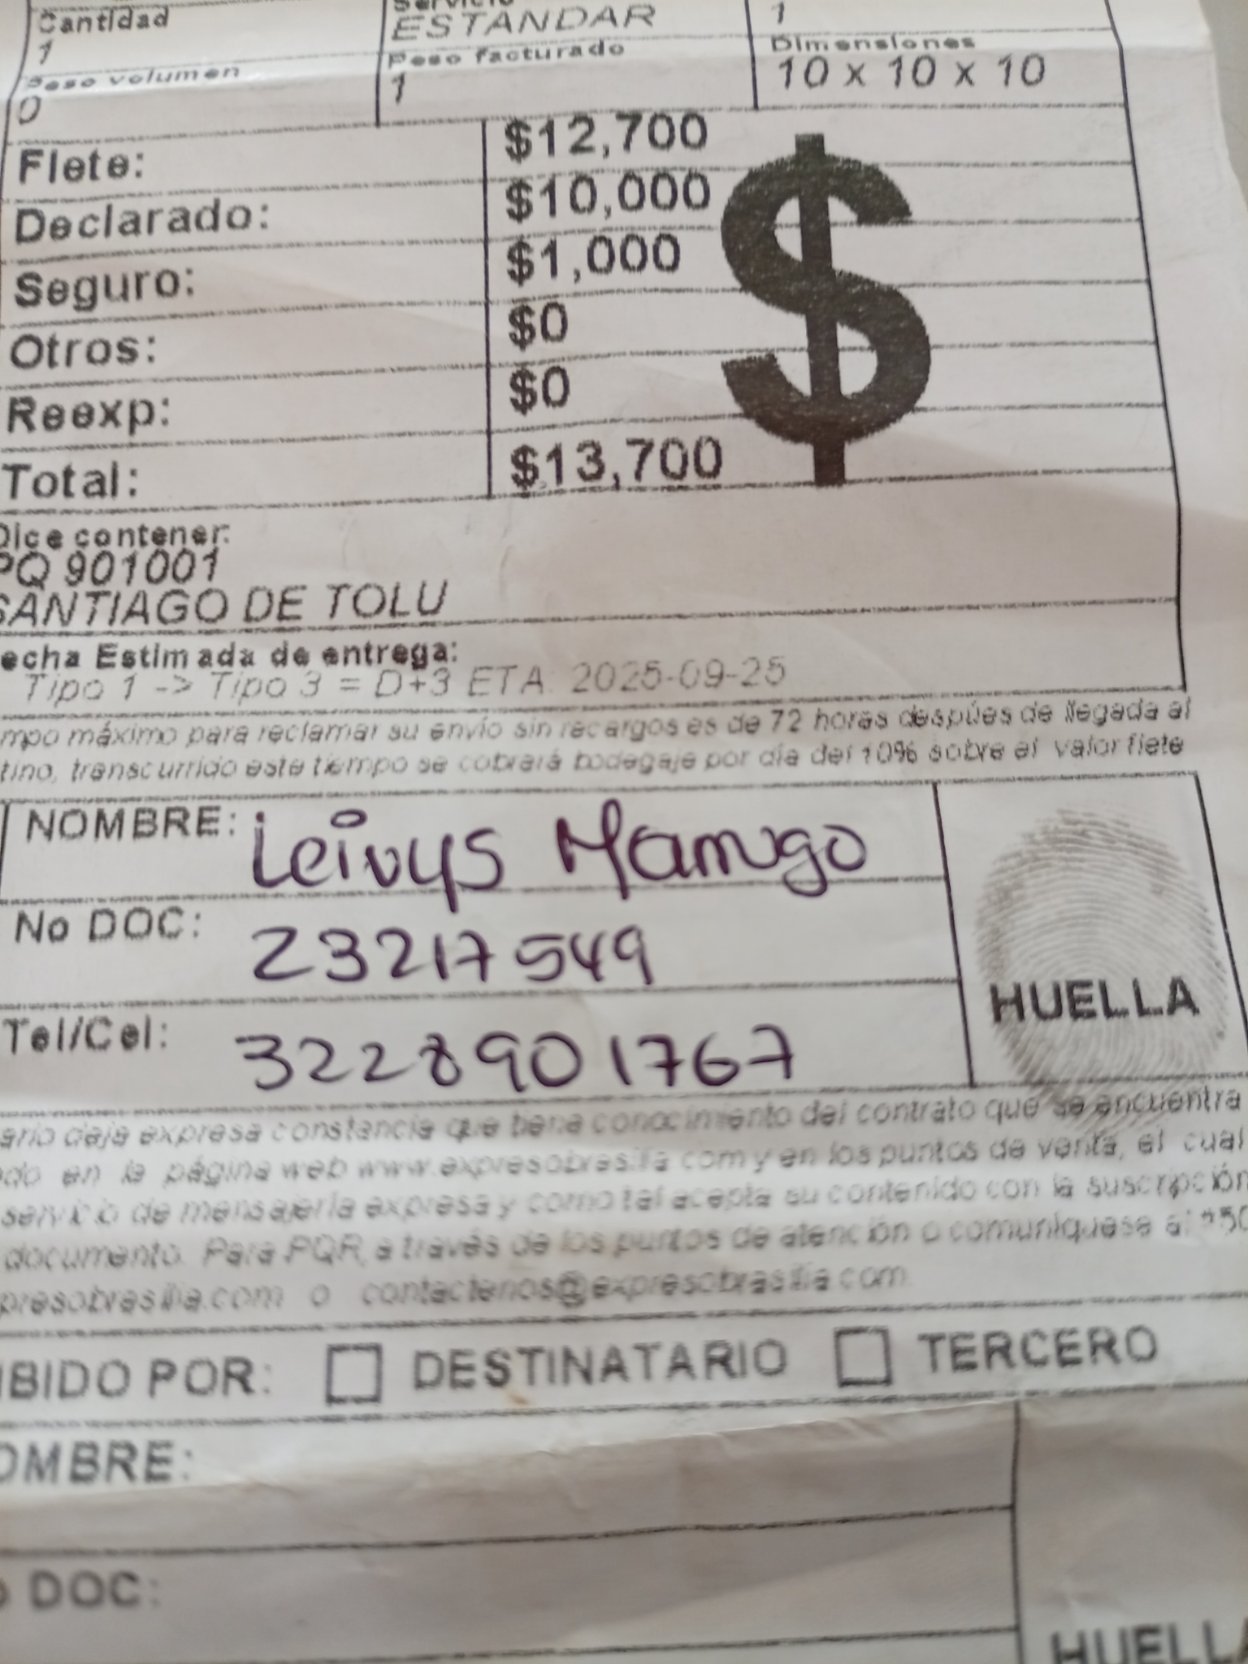 Cantidad Servicio
1 ESTANDAR 1
Peso volumen Peso facturado Dimensiones
0 1 10 x 10 x 10
Flete: $12,700
Declarado: $10,000
Seguro: $1,000
Otros: $0
Reexp: $0
Total: $13,700
$
Dice contener:
PQ 901001
SANTIAGO DE TOLU
echa Estimada de entrega:
Tipo 1 -> Tipo 3 = D+3 ETA: 2025-09-25
mpo máximo para reclamar su envío sin recargos es de 72 horas despúes de llegada al
tino, transcurrido este tiempo se cobrará bodegaje por día del 10% sobre el valor flete
NOMBRE: Leivys
No DOC: 23217549
Tel/Cel: 3228901767
HUELLA
ario deja expresa constancia que tiene conocimiento del contrato que se encuentra
do en la página web www.expresobrasilia.com y en los puntos de venta, el cual
servicio de mensajería expresa y como tal acepta su contenido con la suscripción
documento. Para PQR, a través de los puntos de atención o comuníquese al
presobrasilia.com o contactenos@expresobrasilia.com
IBIDO POR: DESTINATARIO TERCERO
OMBRE:
DOC:
HUELLA